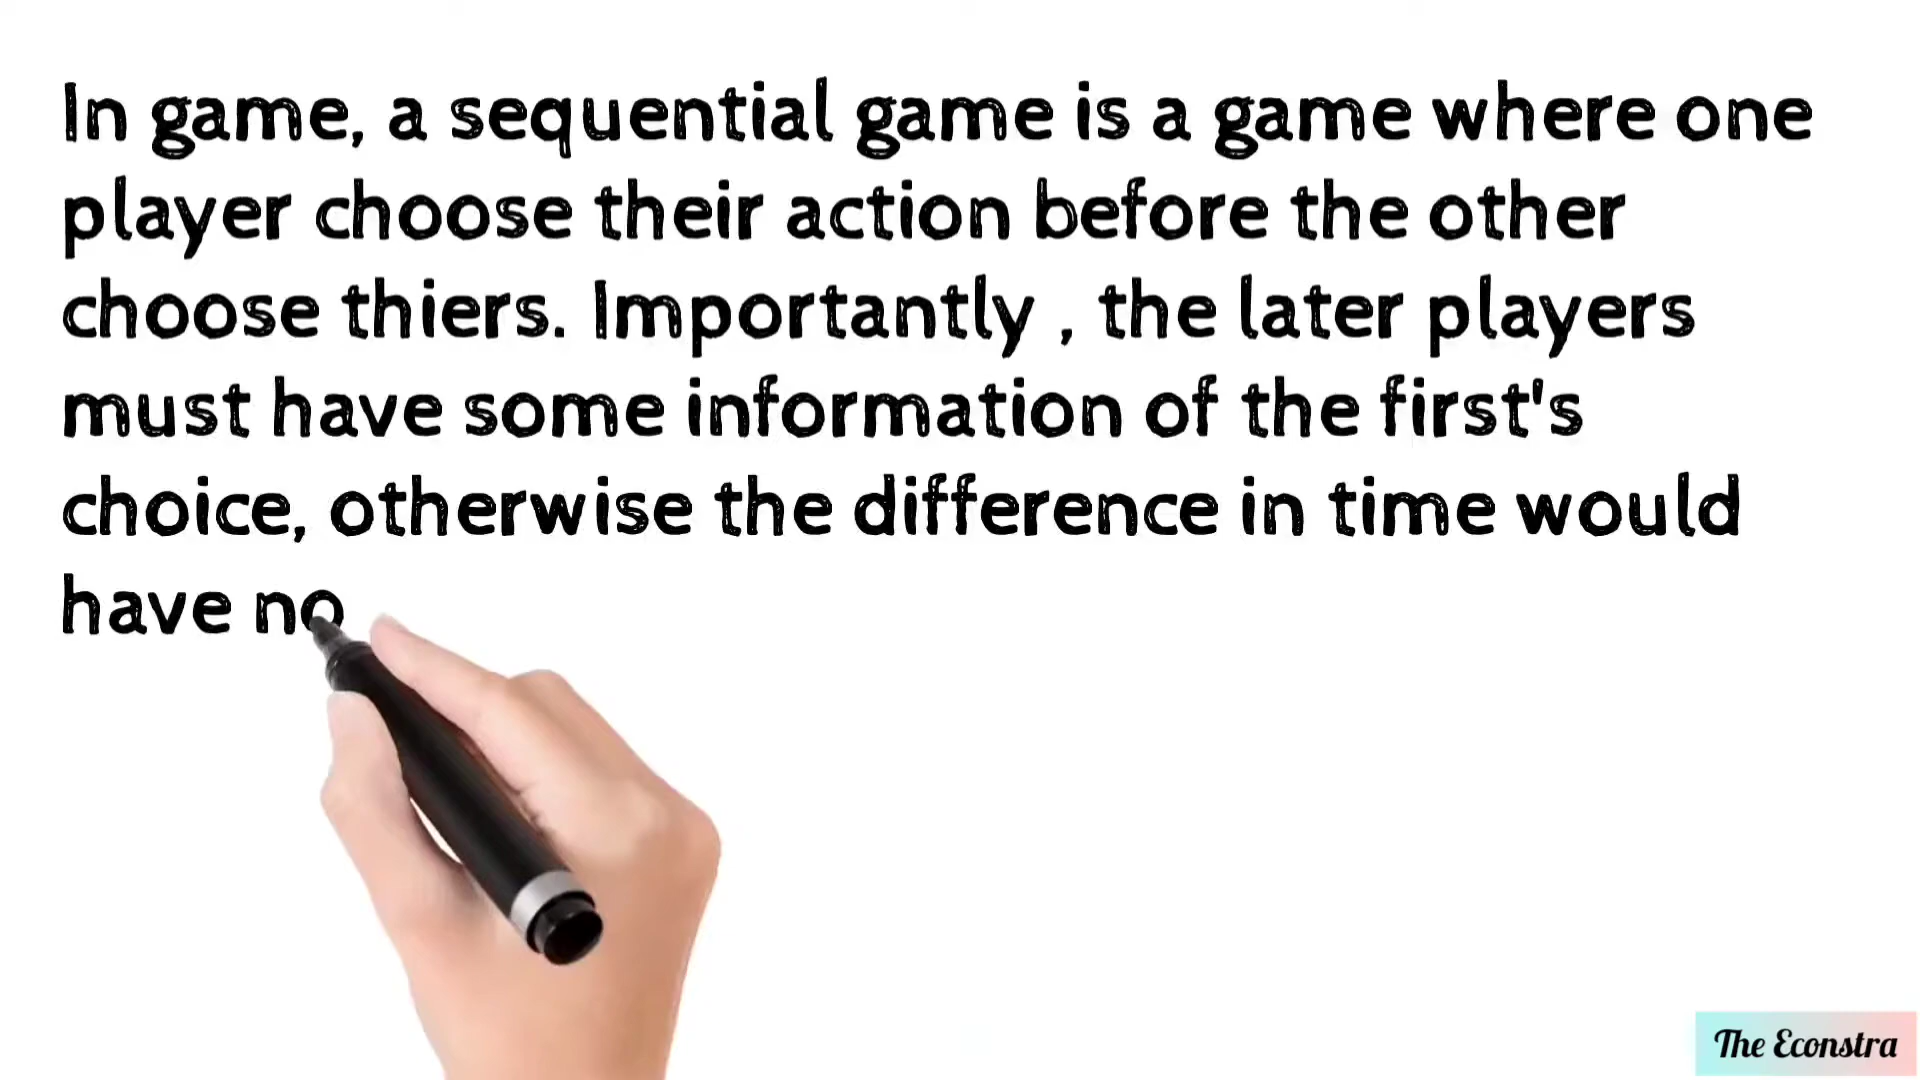 In game, a sequential game is a game where one
player choose their action before the other
choose thiers. Importantly , the later players
must have some information of the first's
choice, otherwise the difference in time would
have no
The Econstra